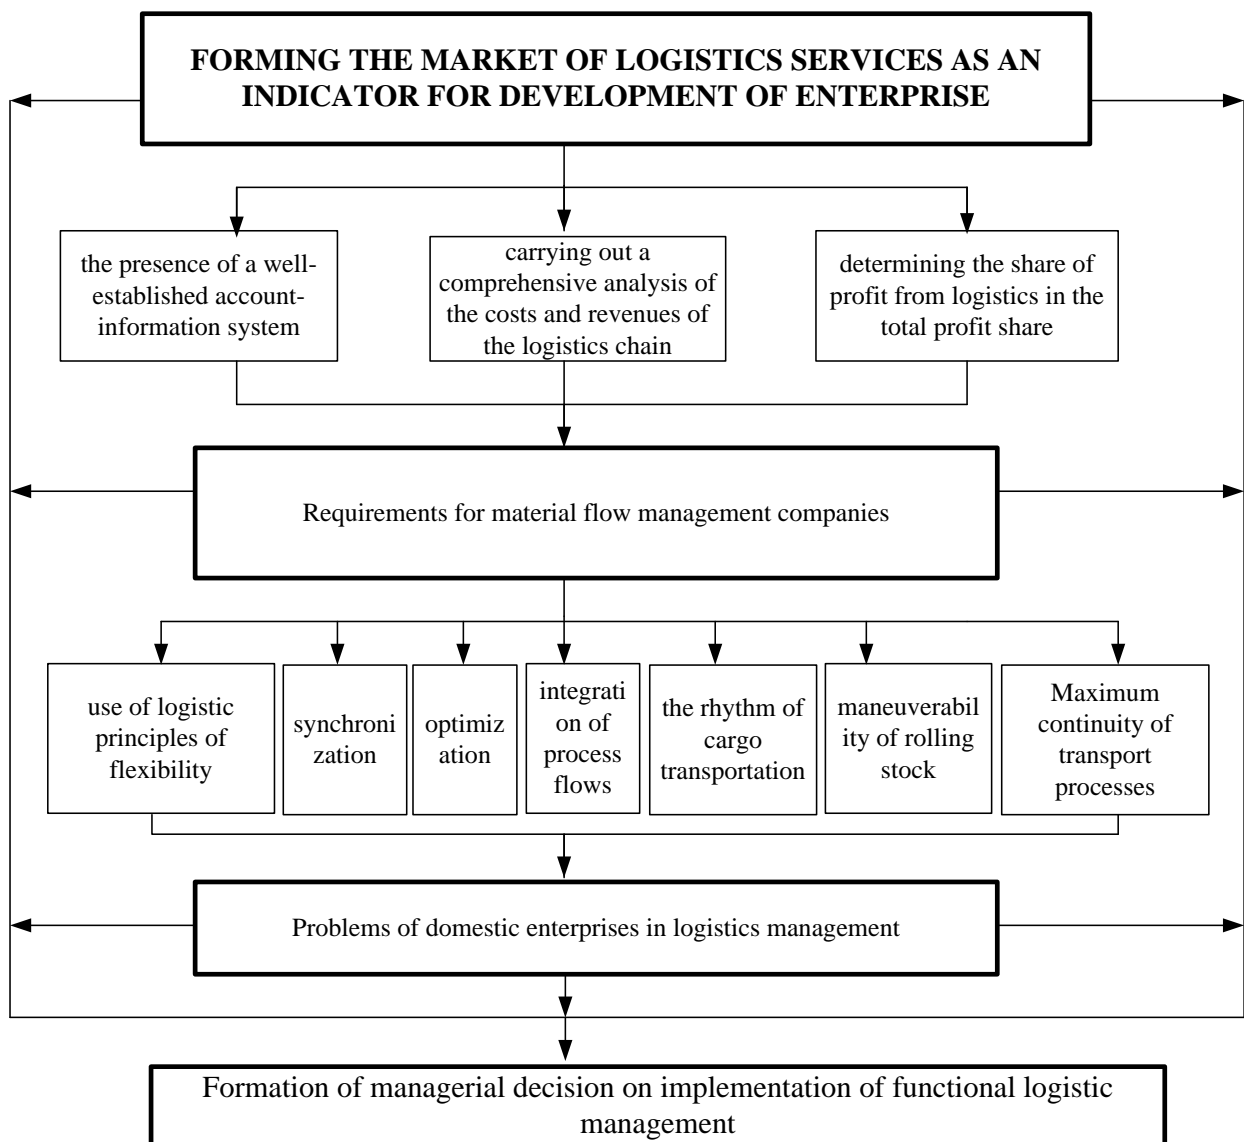 FORMING THE MARKET OF LOGISTICS SERVICES AS AN
INDICATOR FOR DEVELOPMENT OF ENTERPRISE
the presence of a well-
established account-
information system
carrying out a
comprehensive analysis of
the costs and revenues of
the logistics chain
determining the share of
profit from logistics in the
total profit share
Requirements for material flow management companies
use of logistic
principles of
flexibility
synchroni
zation
optimiz
ation
integrati
on of
process
flows
the rhythm of
cargo
transportation
maneuverabil
ity of rolling
stock
Maximum
continuity of
transport
processes
Problems of domestic enterprises in logistics management
Formation of managerial decision on implementation of functional logistic
management